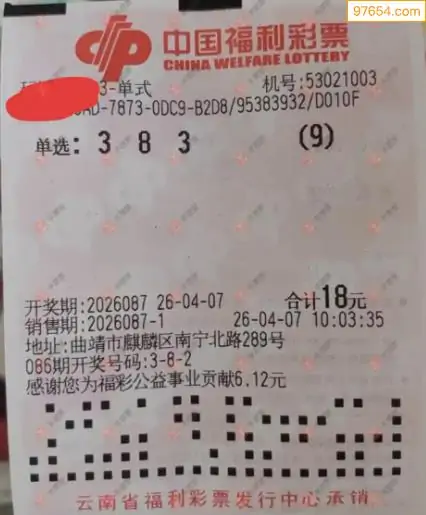 97654.com
中国福利彩票
CHINA WELFARE LOTTERY
3-单式 机号:53021003
AD-7873-0DC9-B2D8/95383932/D010F
单选: 3 8 3 (9)
开奖期:2026087 26-04-07 合计18元
销售期:2026087-1 26-04-07 10:03:35
地址:曲靖市麒麟区南宁北路289号
086期开奖号码:3-8-2
感谢您为福彩公益事业贡献6.12元
云南省福利彩票发行中心承销